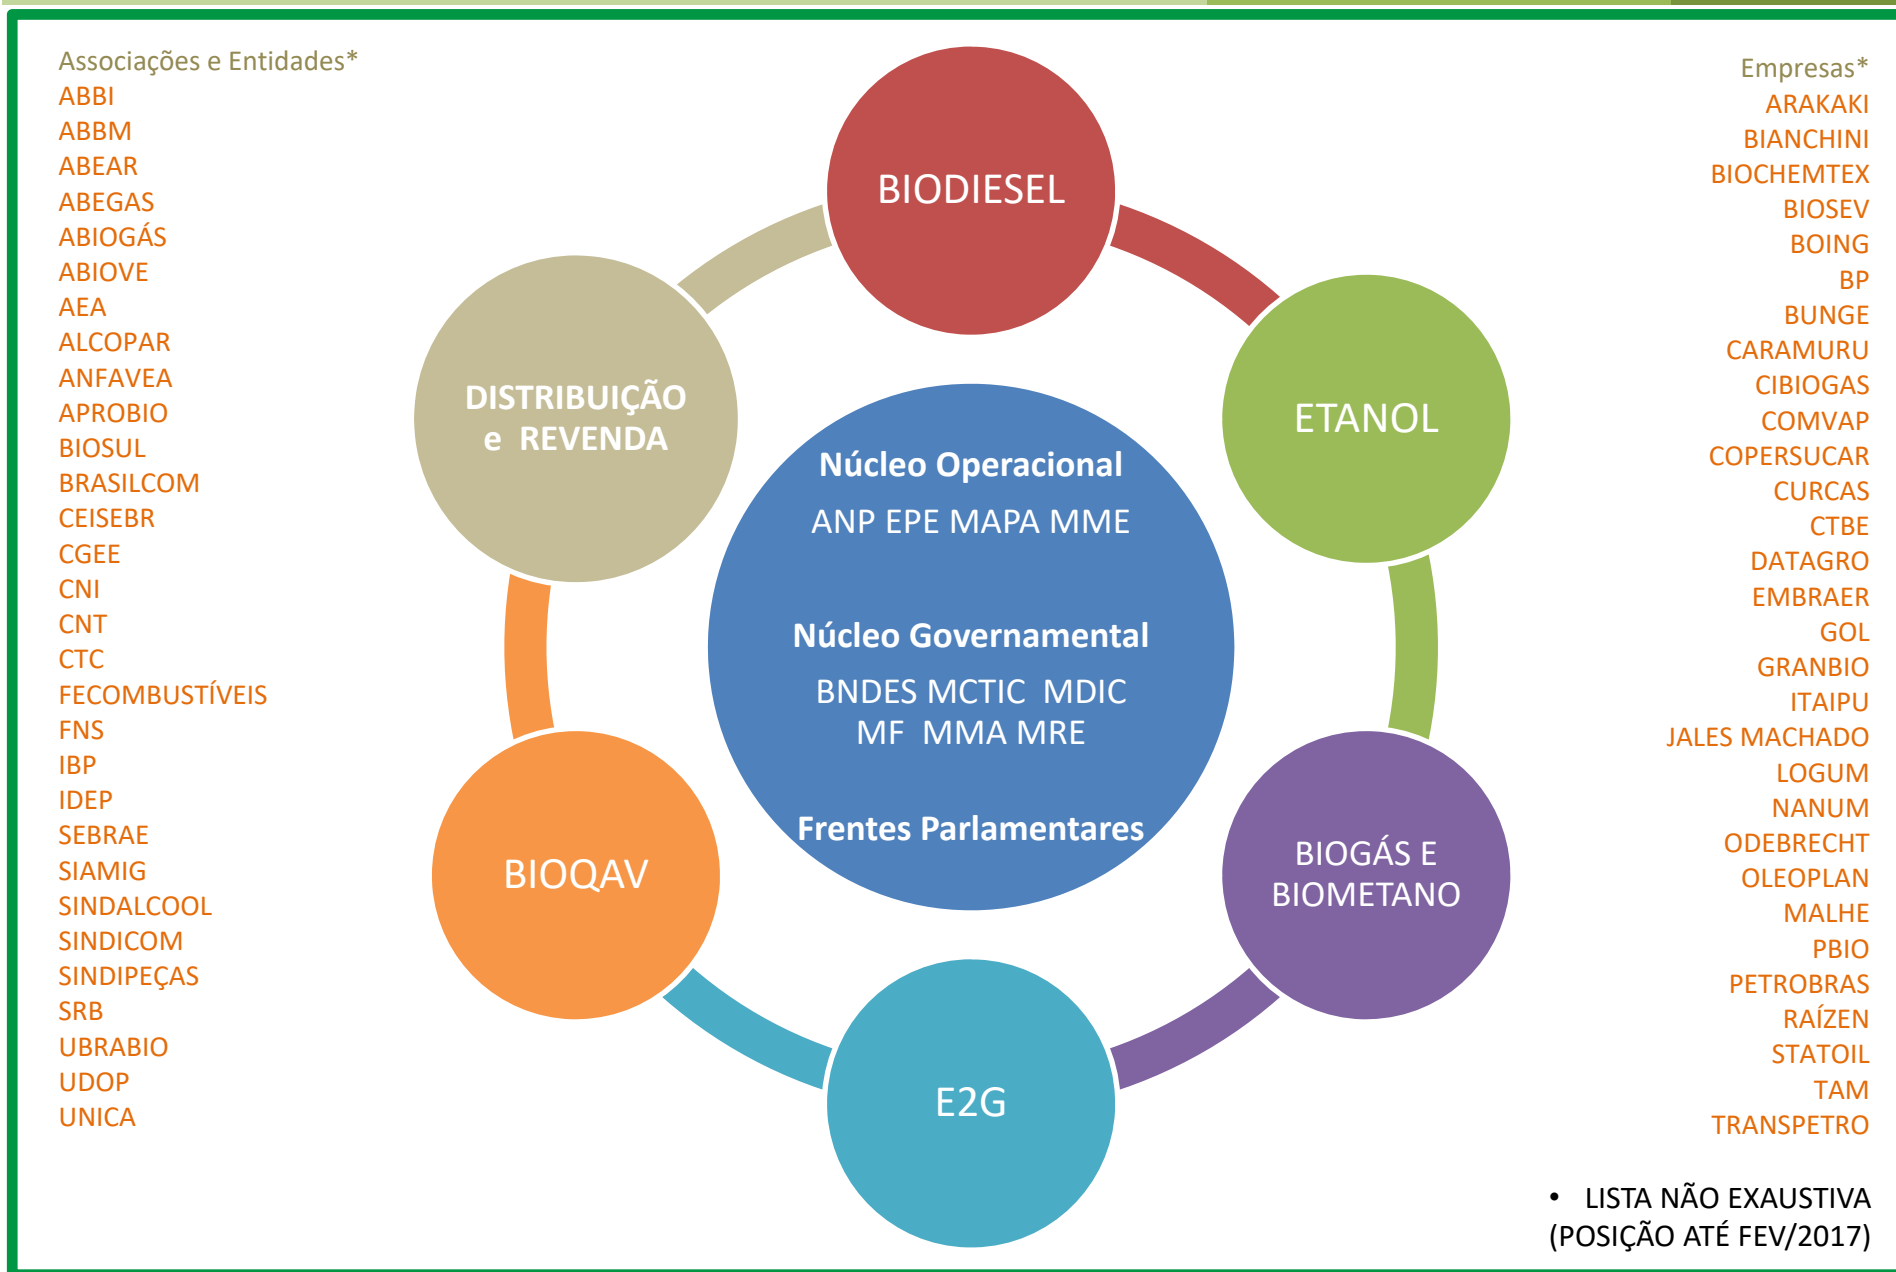 Associações e Entidades*
ABBI
ABBM
ABEAR
ABEGAS
ABIOGÁS
ABIOVE
AEA
ALCOPAR
ANFAVEA
APROBIO
BIOSUL
BRASILCOM
CEISEBR
CGEE
CNI
CNT
CTC
FECOMBUSTÍVEIS
FNS
IBP
IDEP
SEBRAE
SIAMIG
SINDALCOOL
SINDICOM
SINDIPEÇAS
SRB
UBRABIO
UDOP
UNICA
BIODIESEL
ETANOL
BIOGÁS E
BIOMETANO
E2G
BIOQAV
DISTRIBUIÇÃO
e REVENDA
Núcleo Operacional
ANP EPE MAPA MME
Núcleo Governamental
BNDES MCTIC MDIC
MF MMA MRE
Frentes Parlamentares
Empresas*
ARAKAKI
BIANCHINI
BIOCHEMTEX
BIOSEV
BOING
BP
BUNGE
CARAMURU
CIBIOGAS
COMVAP
COPERSUCAR
CURCAS
CTBE
DATAGRO
EMBRAER
GOL
GRANBIO
ITAIPU
JALES MACHADO
LOGUM
NANUM
ODEBRECHT
OLEOPLAN
MALHE
PBIO
PETROBRAS
RAÍZEN
STATOIL
TAM
TRANSPETRO
• LISTA NÃO EXAUSTIVA
(POSIÇÃO ATÉ FEV/2017)